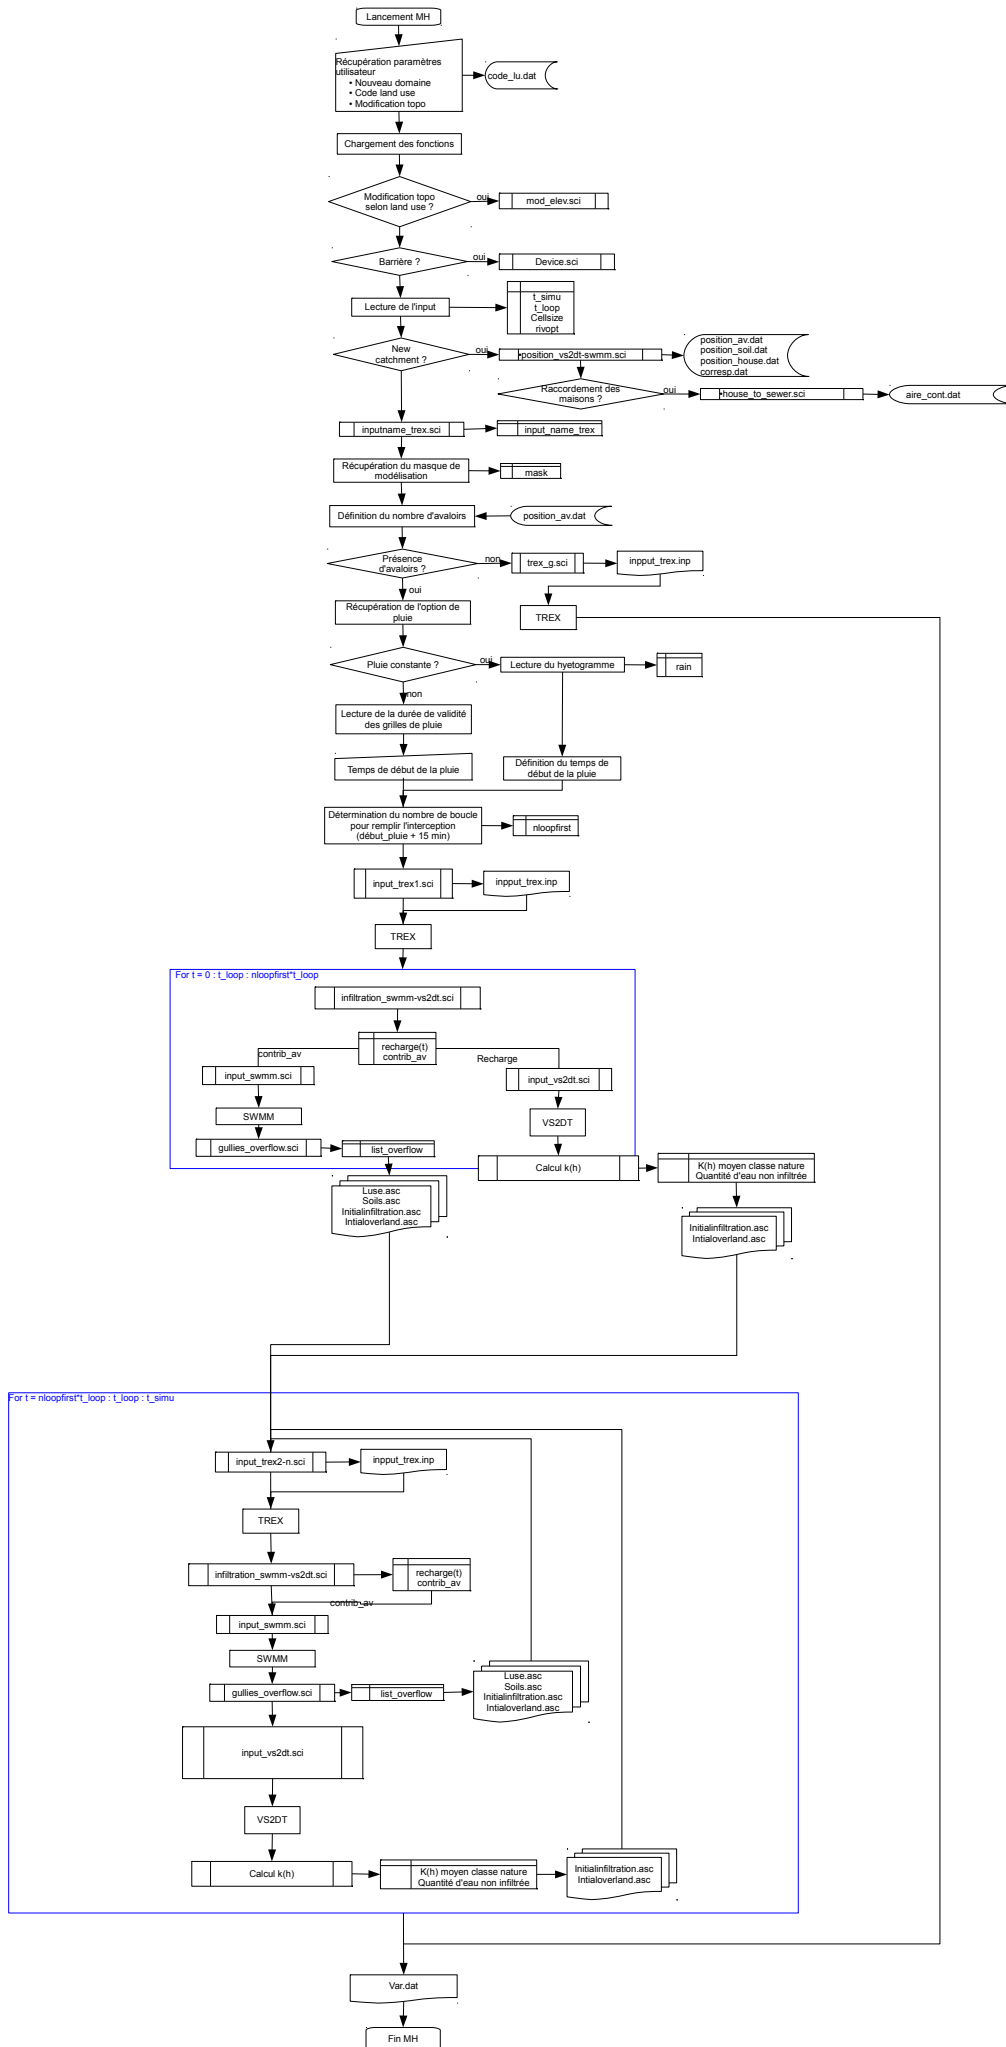 Lancement MH
Récupération paramètres
utilisateur
• Nouveau domaine
• Code land use
• Modification topo
code_lu.dat
Chargement des fonctions
Modification topo
selon land use ?
oui
mod_elev.sci
Barrière ?
oui
Device.sci
Lecture de l'input
t_simu
t_loop
Cellsize
rivopt
New
catchment ?
oui
position_vs2dt-swmm.sci
position_av.dat
position_soil.dat
position_house.dat
corresp.dat
Raccordement des
maisons ?
oui
house_to_sewer.sci
aire_cont.dat
inputname_trex.sci
input_name_trex
Récupération du masque de
modélisation
mask
Définition du nombre d'avaloirs
position_av.dat
Présence
d'avaloirs ?
non
trex_g.sci
inpput_trex.inp
oui
TREX
Récupération de l'option de
pluie
Pluie constante ?
oui
Lecture du hyetogramme
rain
non
Lecture de la durée de validité
des grilles de pluie
Temps de début de la pluie
Définition du temps de
début de la pluie
Détermination du nombre de boucle
pour remplir l'interception
(début_pluie + 15 min)
nloopfirst
input_trex1.sci
inpput_trex.inp
TREX
For t = 0 : t_loop : nloopfirst*t_loop
infiltration_swmm-vs2dt.sci
recharge(t)
contrib_av
contrib_av
Recharge
input_swmm.sci
input_vs2dt.sci
SWMM
VS2DT
gullies_overflow.sci
list_overflow
Calcul k(h)
K(h) moyen classe nature
Quantité d'eau non infiltrée
Luse.asc
Soils.asc
Initialinfiltration.asc
Intialoverland.asc
Initialinfiltration.asc
Intialoverland.asc
For t = nloopfirst*t_loop : t_loop : t_simu
input_trex2-n.sci
inpput_trex.inp
TREX
infiltration_swmm-vs2dt.sci
recharge(t)
contrib_av
contrib_av
input_swmm.sci
SWMM
gullies_overflow.sci
list_overflow
Luse.asc
Soils.asc
Initialinfiltration.asc
Intialoverland.asc
input_vs2dt.sci
VS2DT
Calcul k(h)
K(h) moyen classe nature
Quantité d'eau non infiltrée
Initialinfiltration.asc
Intialoverland.asc
Var.dat
Fin MH